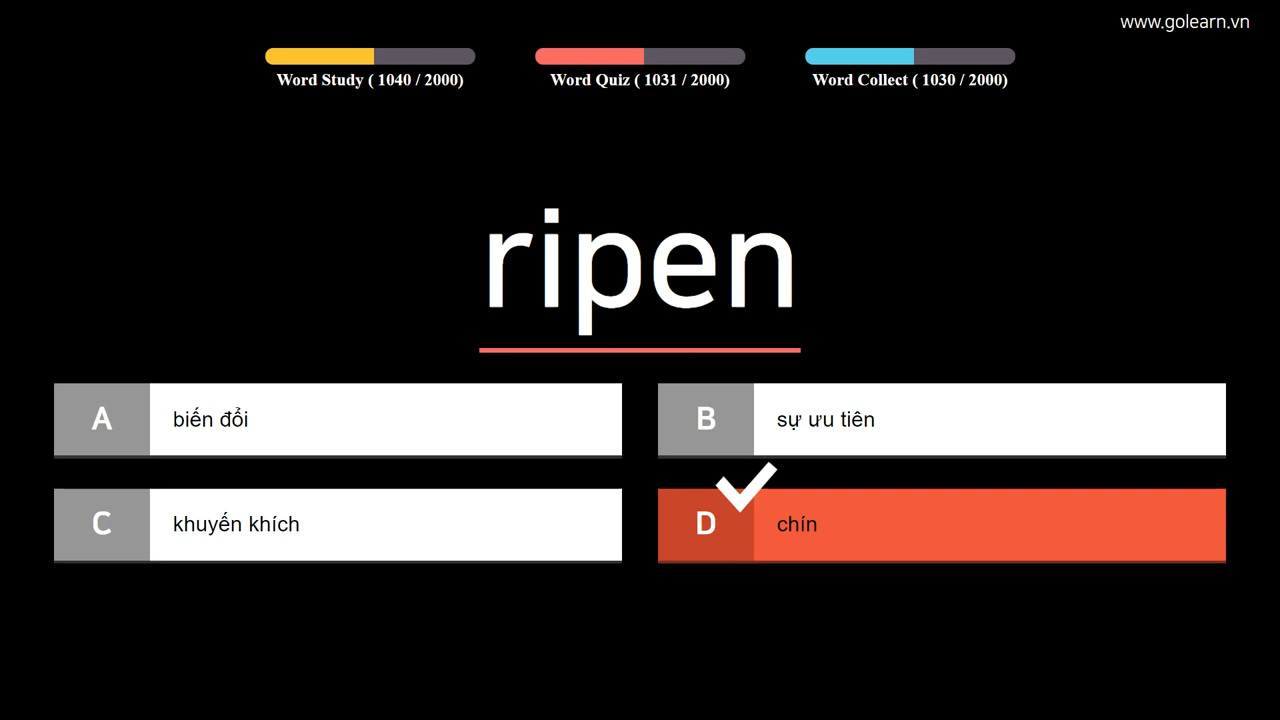 www.golearn.vn
Word Study ( 1040 / 2000)
Word Quiz ( 1031 / 2000)
Word Collect ( 1030 / 2000)
ripen
A biến đổi
B sự ưu tiên
C khuyến khích
D chín